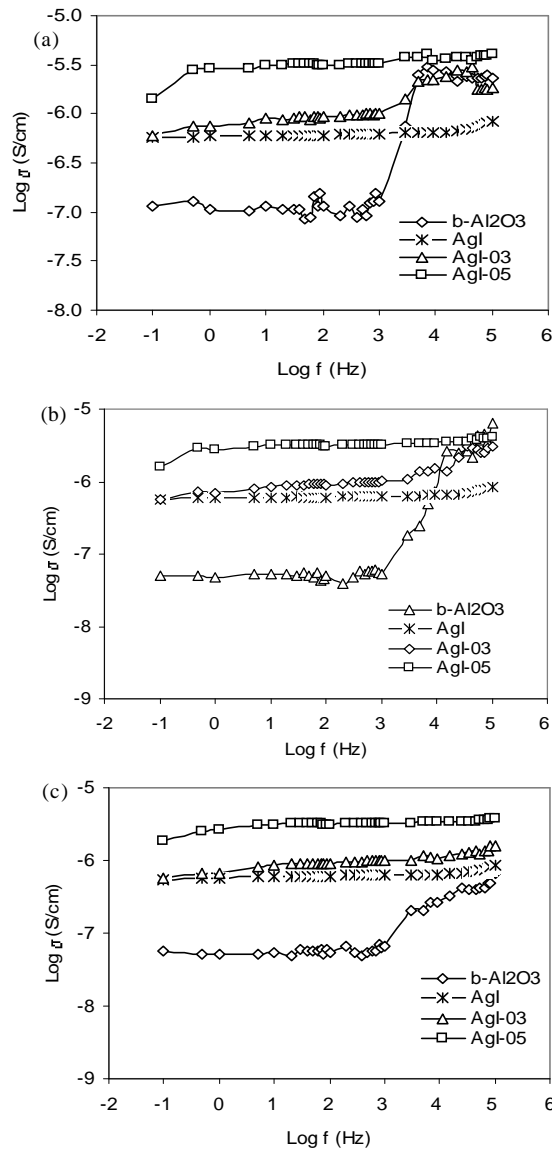 (a)
-5.0
-5.5
-6.0
-6.5
-7.0
-7.5
-8.0
Log σ (S/cm)
b-Al2O3
AgI
AgI-03
AgI-05
-2 -1 0 1 2 3 4 5 6
Log f (Hz)
(b)
-5
-6
-7
-8
-9
Log σ (S/cm)
b-Al2O3
AgI
AgI-03
AgI-05
-2 -1 0 1 2 3 4 5 6
Log f (Hz)
(c)
-5
-6
-7
-8
-9
Log σ (S/cm)
b-Al2O3
AgI
AgI-03
AgI-05
-2 -1 0 1 2 3 4 5 6
Log f (Hz)